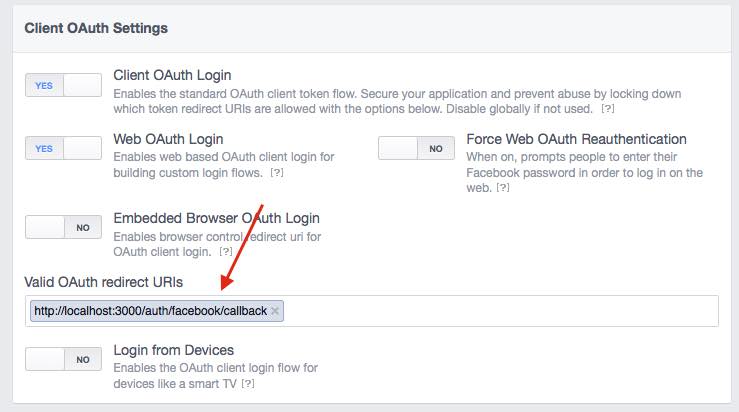 Client OAuth Settings
YES
Client OAuth Login
Enables the standard OAuth client token flow. Secure your application and prevent abuse by locking down
which token redirect URIs are allowed with the options below. Disable globally if not used. [?]
YES
Web OAuth Login
Enables web based OAuth client login for
building custom login flows. [?]
NO
Force Web OAuth Reauthentication
When on, prompts people to enter their
Facebook password in order to log in on the
web. [?]
NO
Embedded Browser OAuth Login
Enables browser control redirect uri for
OAuth client login. [?]
Valid OAuth redirect URIs
http://localhost:3000/auth/facebook/callback ×
NO
Login from Devices
Enables the OAuth client login flow for
devices like a smart TV [?]